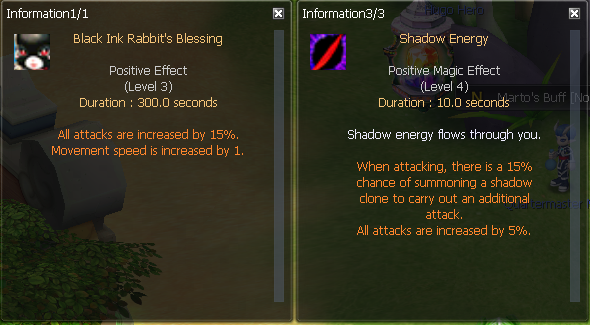 Information1/1
Black Ink Rabbit's Blessing
Positive Effect
(Level 3)
Duration : 300.0 seconds
All attacks are increased by 15%.
Movement speed is increased by 1.
Information3/3
Shadow Energy
Positive Magic Effect
(Level 4)
Duration : 10.0 seconds
Shadow energy flows through you.
When attacking, there is a 15%
chance of summoning a shadow
clone to carry out an additional
attack.
All attacks are increased by 5%.
Marto's Buff [No